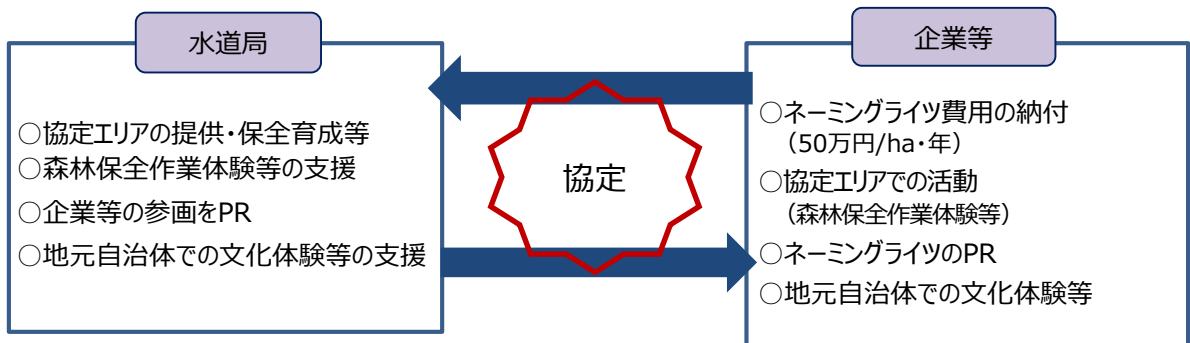 水道局
○協定エリアの提供・保全育成等
○森林保全作業体験等の支援
○企業等の参画をPR
○地元自治体での文化体験等の支援
協定
企業等
○ネーミングライツ費用の納付
（50万円/ha・年）
○協定エリアでの活動
（森林保全作業体験等）
○ネーミングライツのPR
○地元自治体での文化体験等